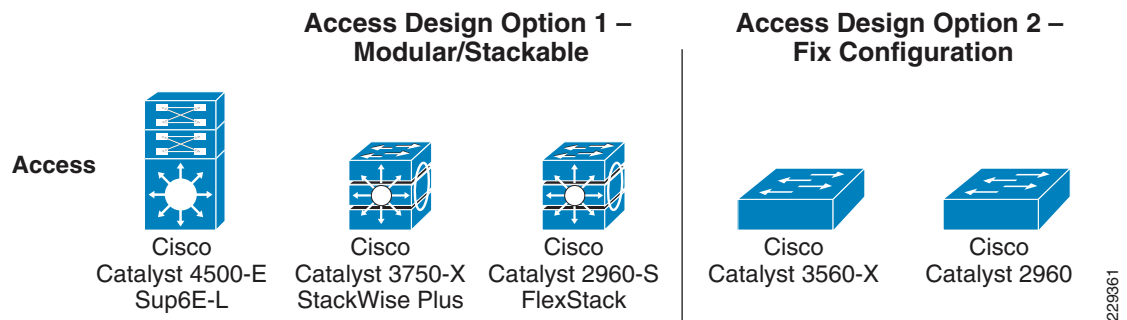 Access Design Option 1 –
Modular/Stackable
Access Design Option 2 –
Fix Configuration
Access
Cisco
Catalyst 4500-E
Sup6E-L
Cisco
Catalyst 3750-X
StackWise Plus
Cisco
Catalyst 2960-S
FlexStack
Cisco
Catalyst 3560-X
Cisco
Catalyst 2960
229361